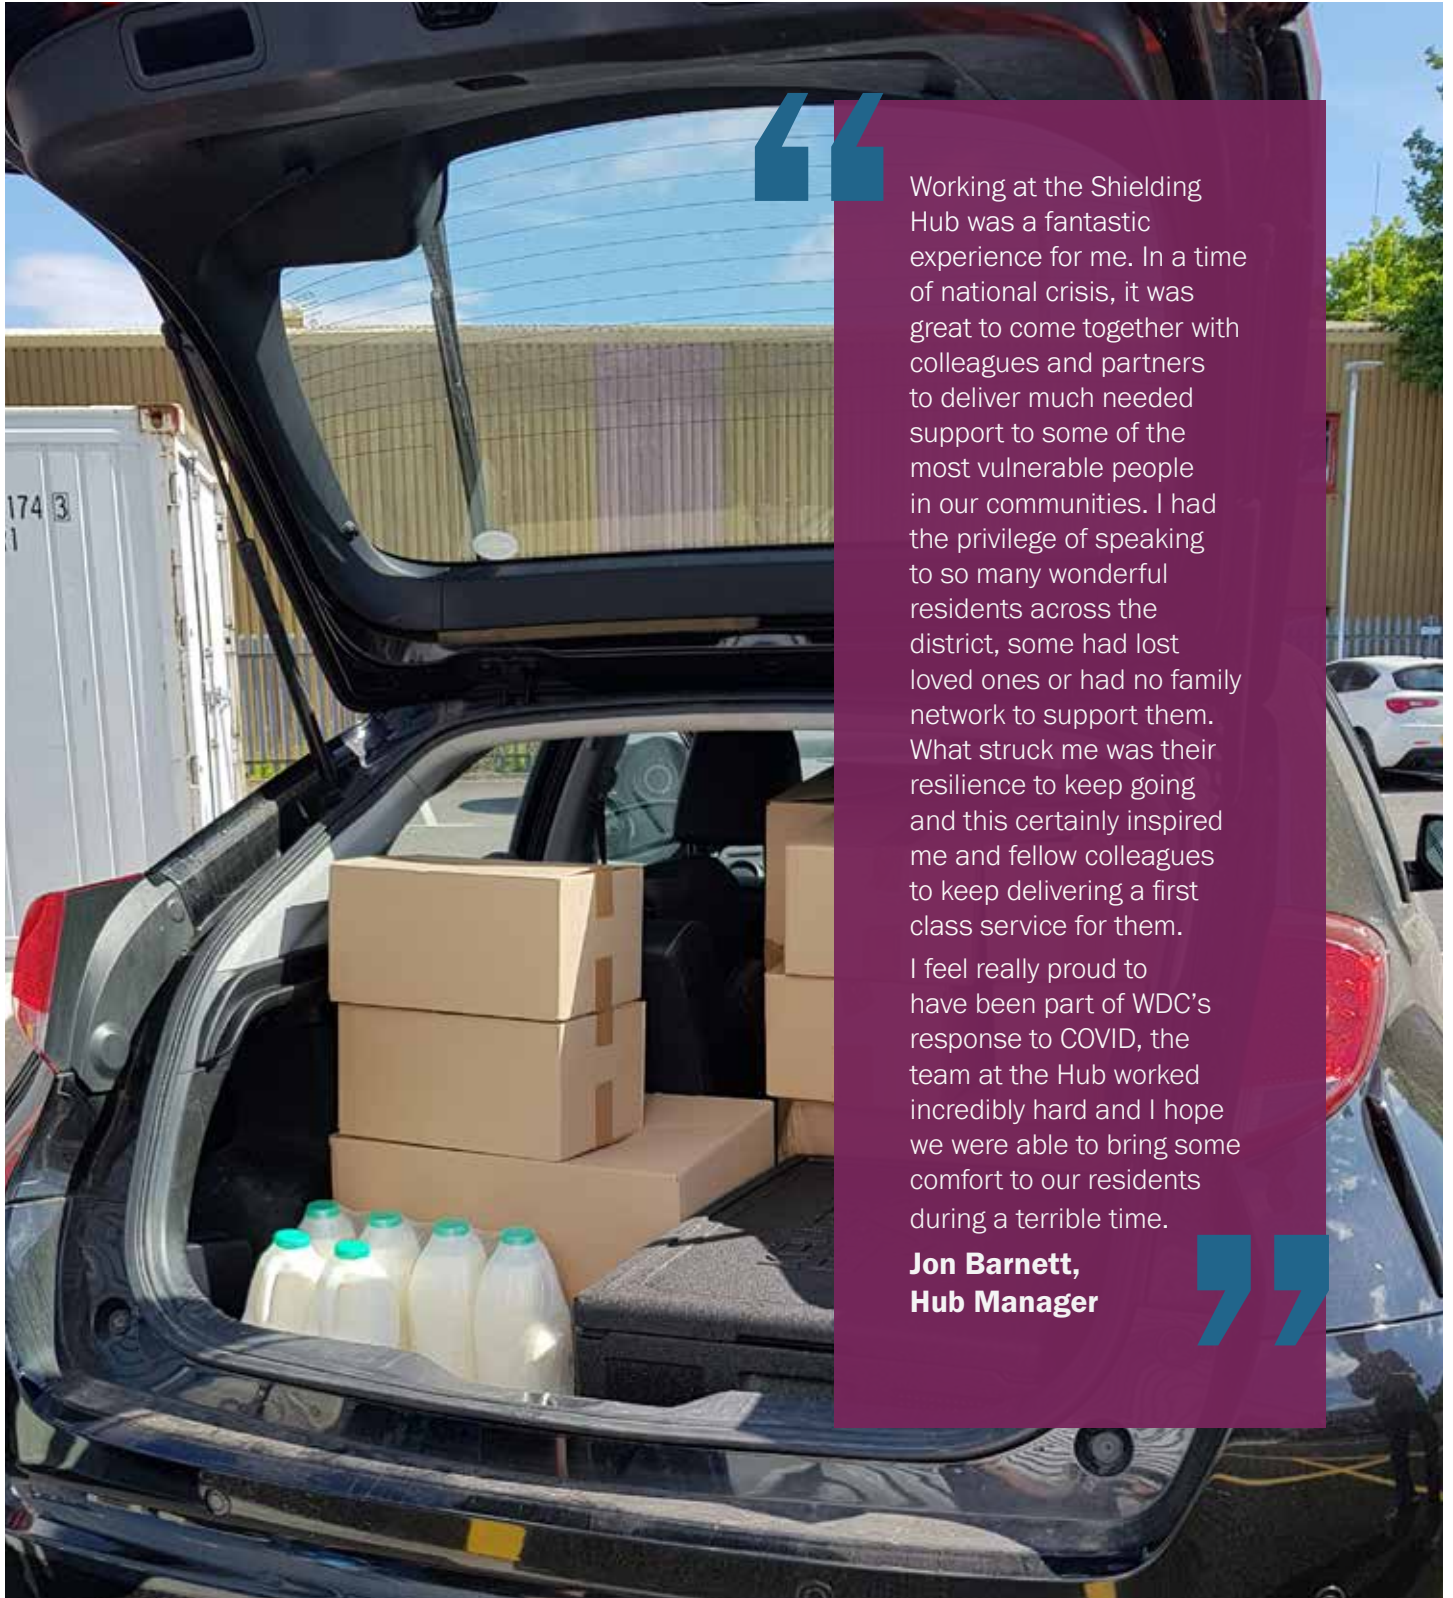 Working at the Shielding
Hub was a fantastic
experience for me. In a time
of national crisis, it was
great to come together with
colleagues and partners
to deliver much needed
support to some of the
most vulnerable people
in our communities. I had
the privilege of speaking
to so many wonderful
residents across the
district, some had lost
loved ones or had no family
network to support them.
What struck me was their
resilience to keep going
and this certainly inspired
me and fellow colleagues
to keep delivering a first
class service for them.
I feel really proud to
have been part of WDC’s
response to COVID, the
team at the Hub worked
incredibly hard and I hope
we were able to bring some
comfort to our residents
during a terrible time.
Jon Barnett,
Hub Manager
174 3
1